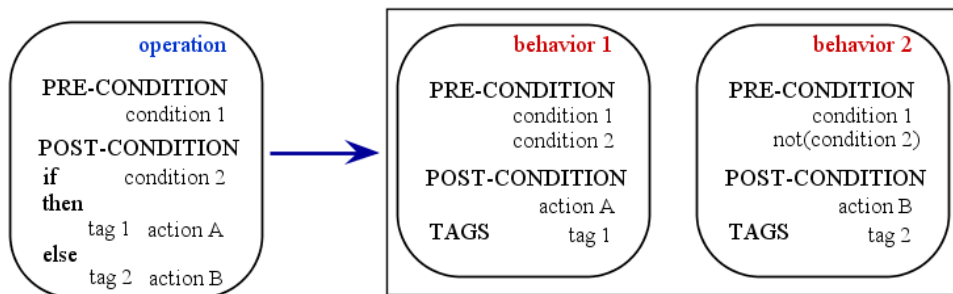 operation
PRE-CONDITION
condition 1
POST-CONDITION
if condition 2
then
tag 1 action A
else
tag 2 action B
behavior 1
PRE-CONDITION
condition 1
condition 2
POST-CONDITION
action A
TAGS tag 1
behavior 2
PRE-CONDITION
condition 1
not(condition 2)
POST-CONDITION
action B
TAGS tag 2